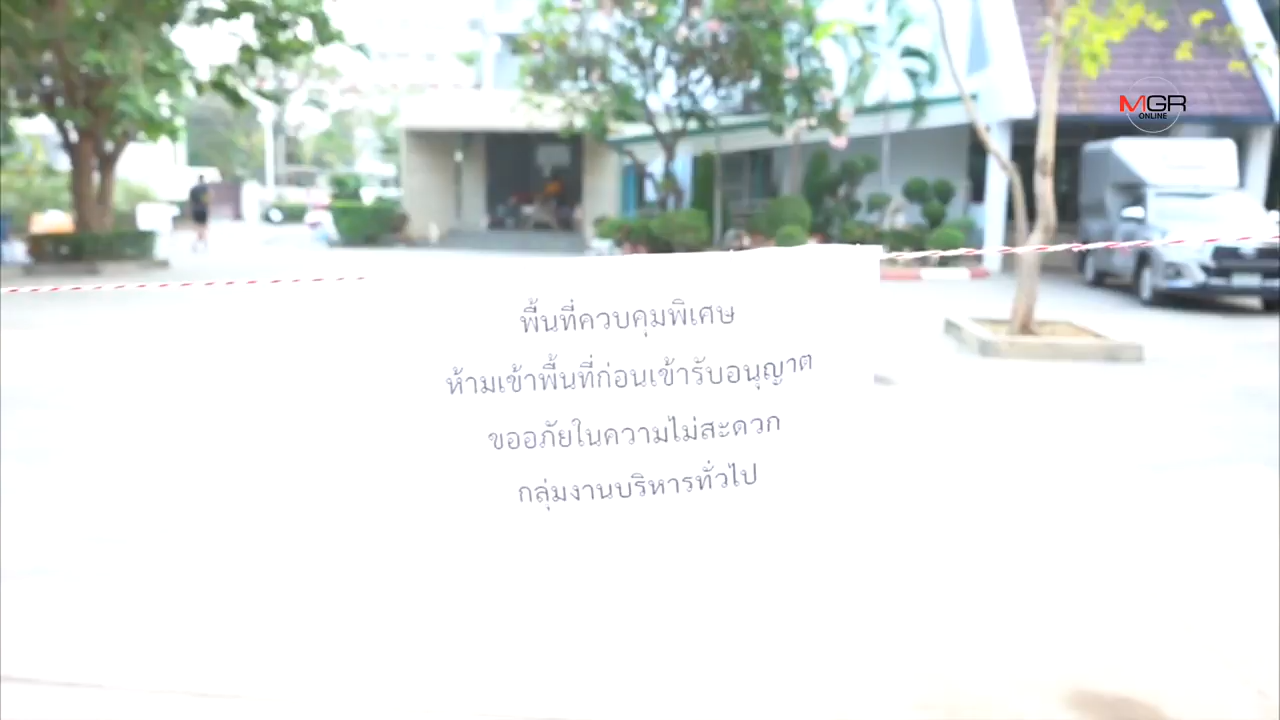 MGR
ONLINE
พื้นที่ควบคุมพิเศษ
ห้ามเข้าพื้นที่ก่อนเข้ารับอนุญาต
ขออภัยในความไม่สะดวก
กลุ่มงานบริหารทั่วไป